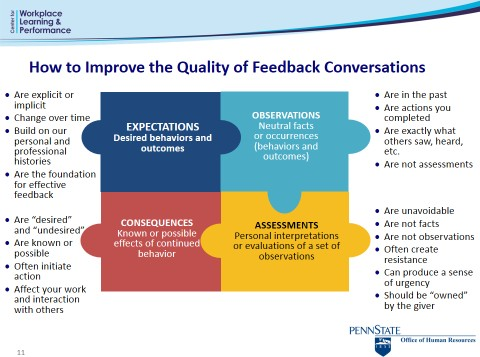 Center for
Workplace
Learning &
Performance
How to Improve the Quality of Feedback Conversations
• Are explicit or
implicit
• Change over time
• Build on our
personal and
professional
histories
• Are the foundation
for effective
feedback
EXPECTATIONS
Desired behaviors and
outcomes
OBSERVATIONS
Neutral facts
or occurrences
(behaviors and
outcomes)
• Are in the past
• Are actions you
completed
• Are exactly what
others saw, heard,
etc.
• Are not assessments
• Are “desired”
and “undesired”
• Are known or
possible
• Often initiate
action
• Affect your work
and interaction
with others
CONSEQUENCES
Known or possible
effects of continued
behavior
ASSESSMENTS
Personal interpretations
or evaluations of a set of
observations
• Are unavoidable
• Are not facts
• Are not observations
• Often create
resistance
• Can produce a sense
of urgency
• Should be “owned”
by the giver
PENNSTATE
1855
Office of Human Resources
11